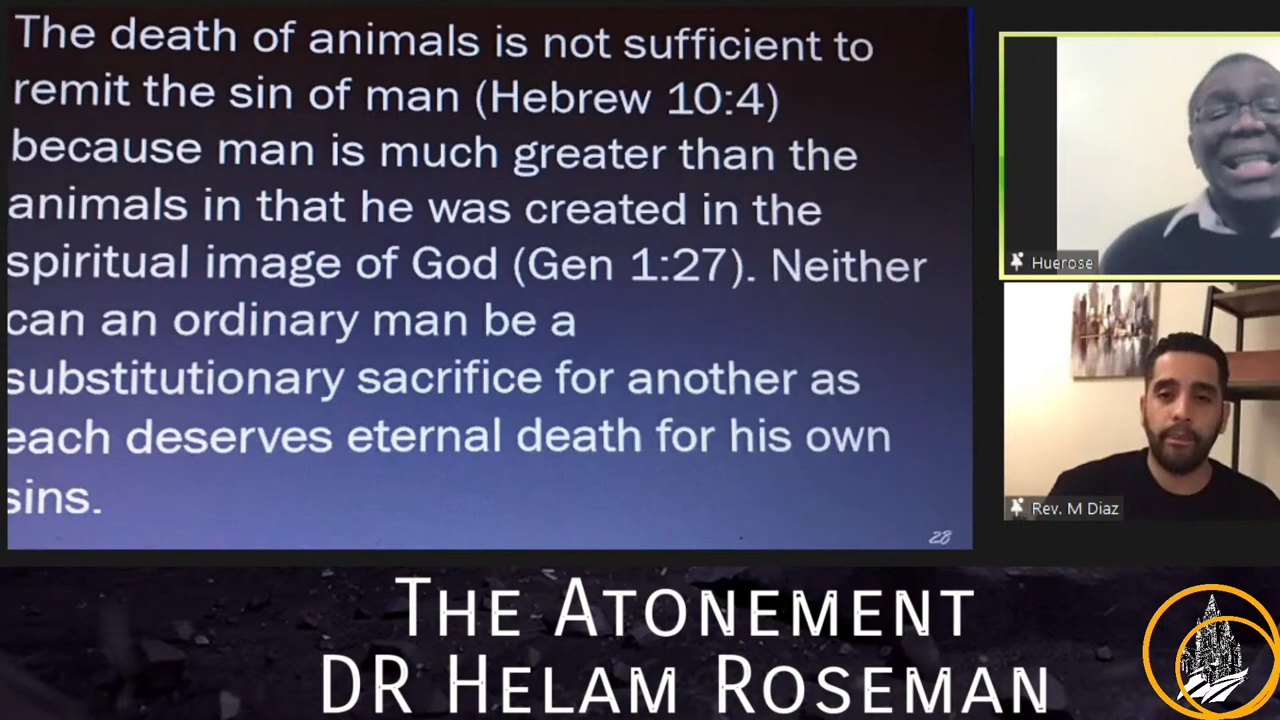 The death of animals is not sufficient to
remit the sin of man (Hebrew 10:4)
because man is much greater than the
animals in that he was created in the
spiritual image of God (Gen 1:27). Neither
can an ordinary man be a
substitutionary sacrifice for another as
each deserves eternal death for his own
sins.
28
Huerose
Rev. M Diaz
The Atonement
DR Helam Roseman